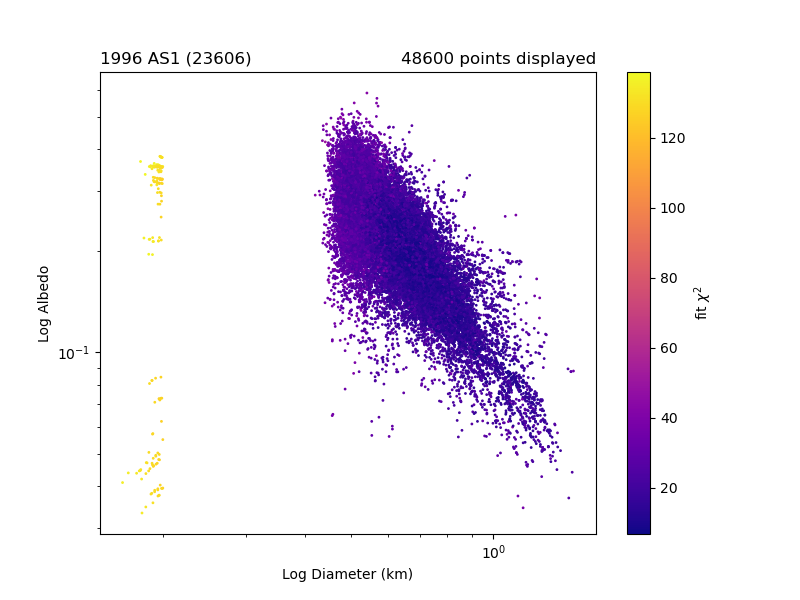 1996 AS1 (23606)
48600 points displayed
Log Albedo
10⁻¹
10⁰
Log Diameter (km)
120
100
80
60
40
20
fit χ²